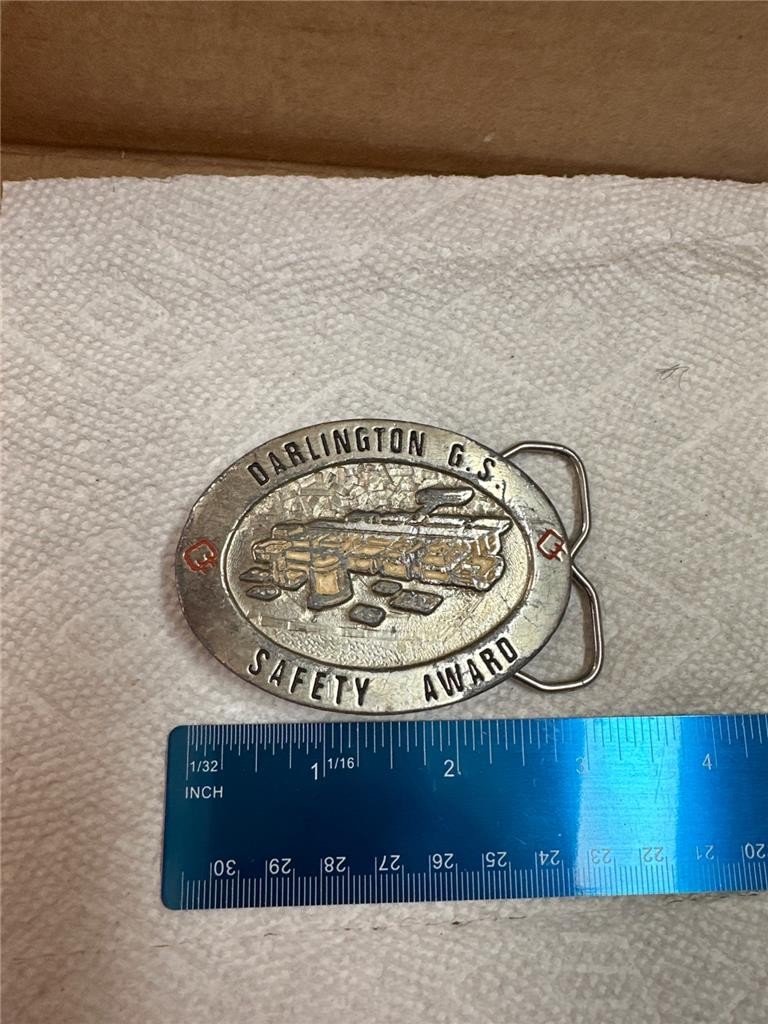 DARLINGTON G.S.
SAFETY AWARD
1/32 1 1/16 2 3 4
INCH
30 29 28 27 26 25 24 23 22 21 20